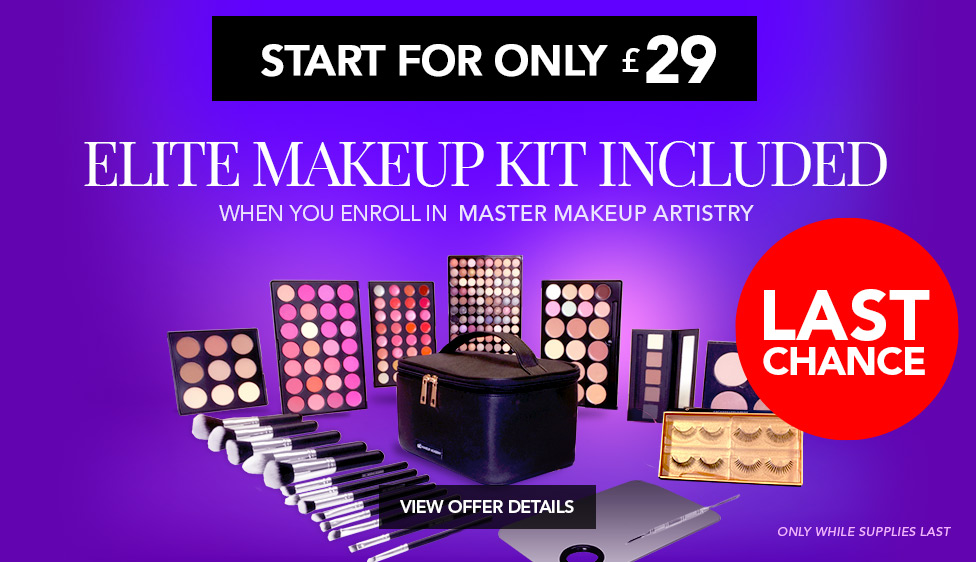 START FOR ONLY £29
ELITE MAKEUP KIT INCLUDED
WHEN YOU ENROLL IN MASTER MAKEUP ARTISTRY
LAST
CHANCE
VIEW OFFER DETAILS
ONLY WHILE SUPPLIES LAST